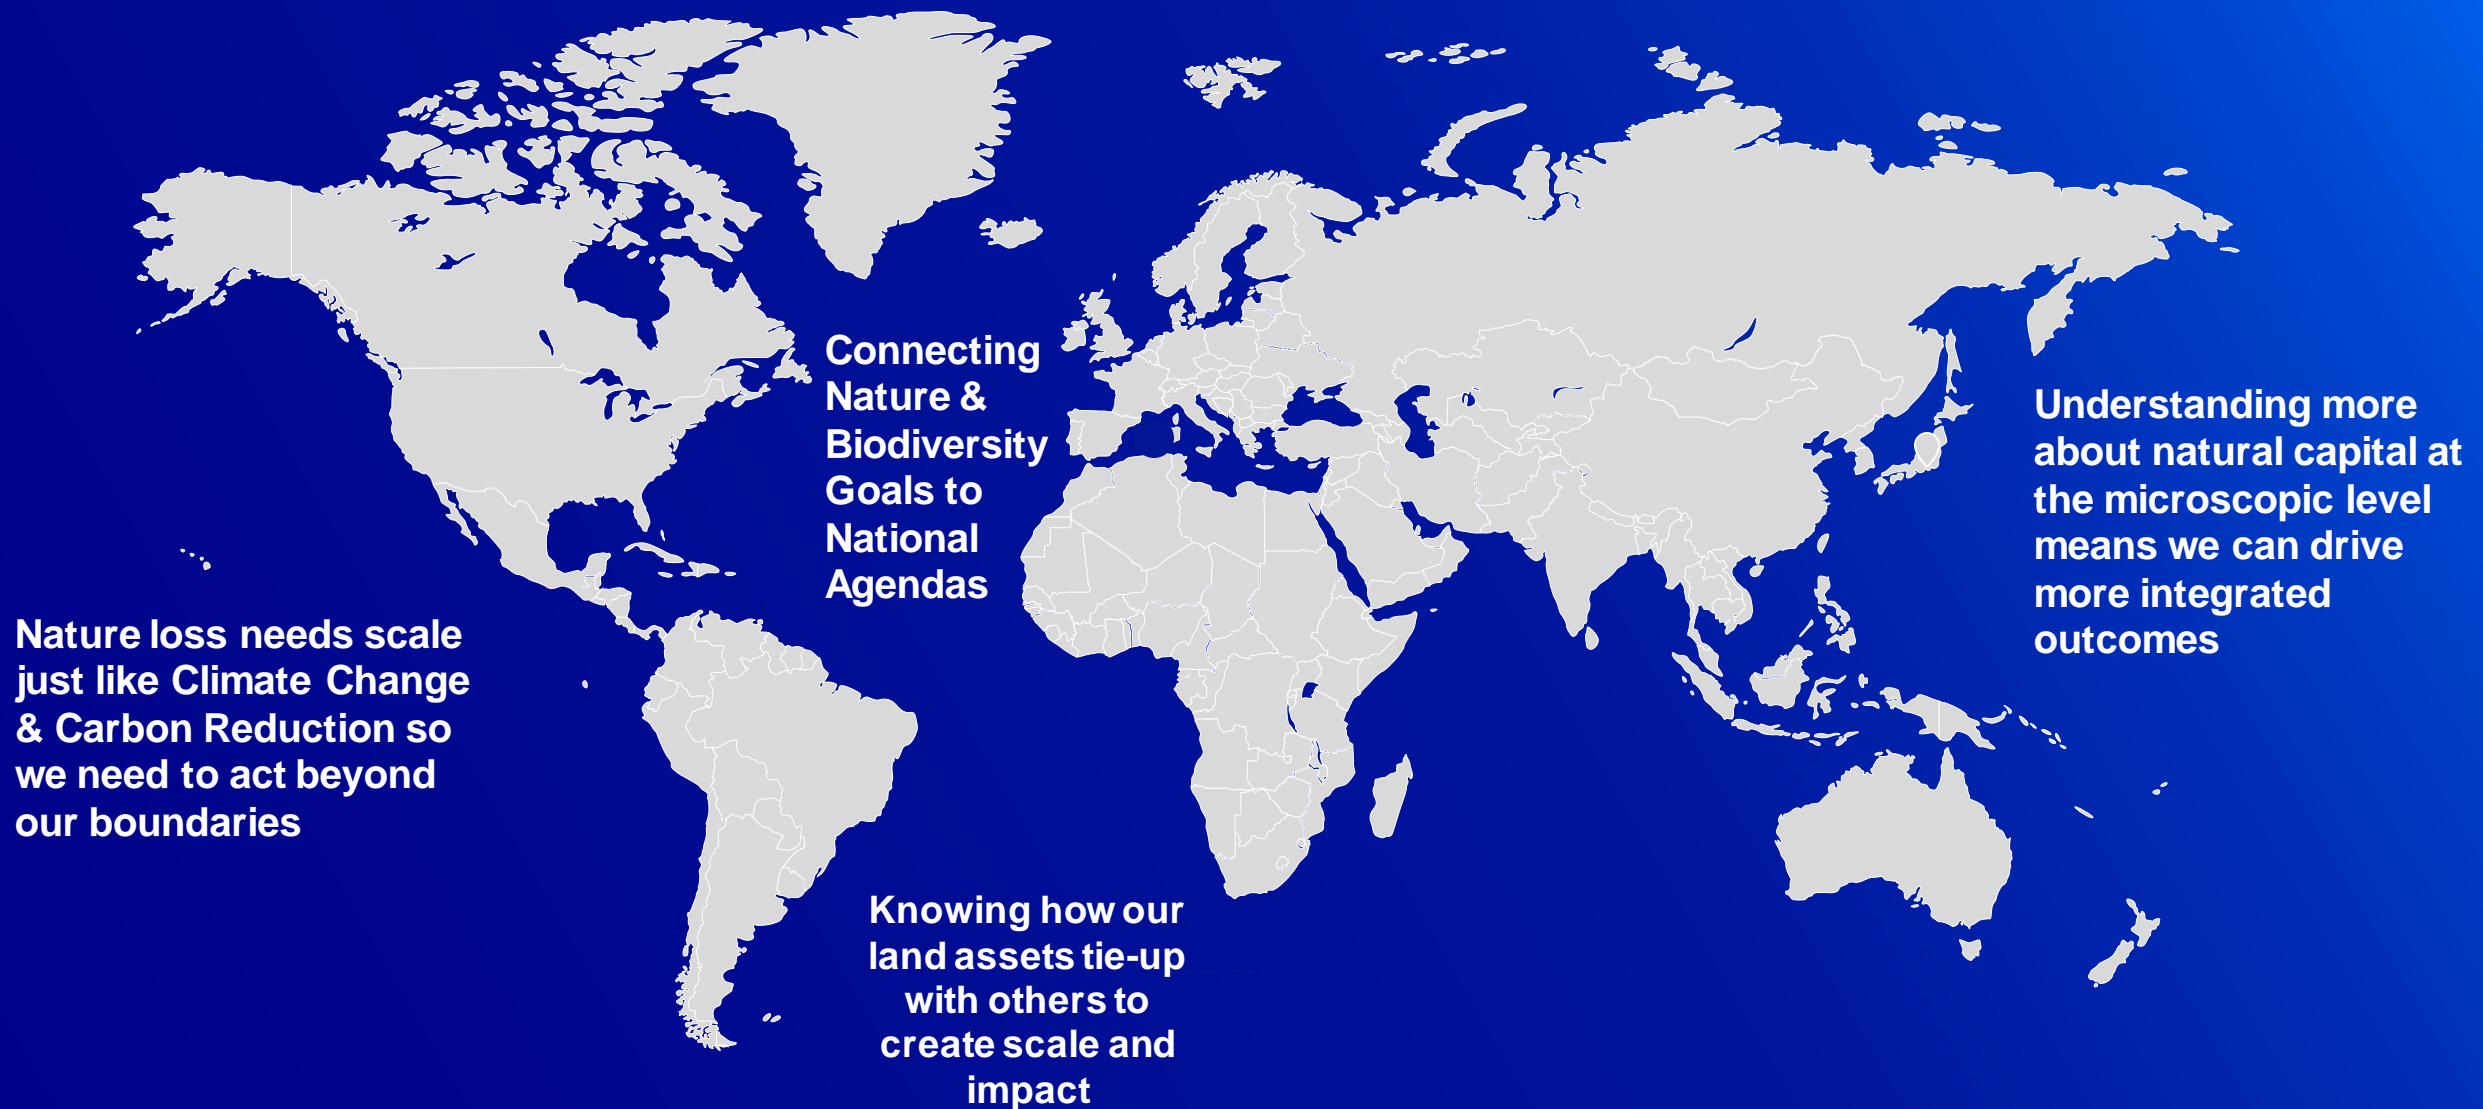 Connecting
Nature &
Biodiversity
Goals to
National
Agendas
Understanding more
about natural capital at
the microscopic level
means we can drive
more integrated
outcomes
Nature loss needs scale
just like Climate Change
& Carbon Reduction so
we need to act beyond
our boundaries
Knowing how our
land assets tie-up
with others to
create scale and
impact